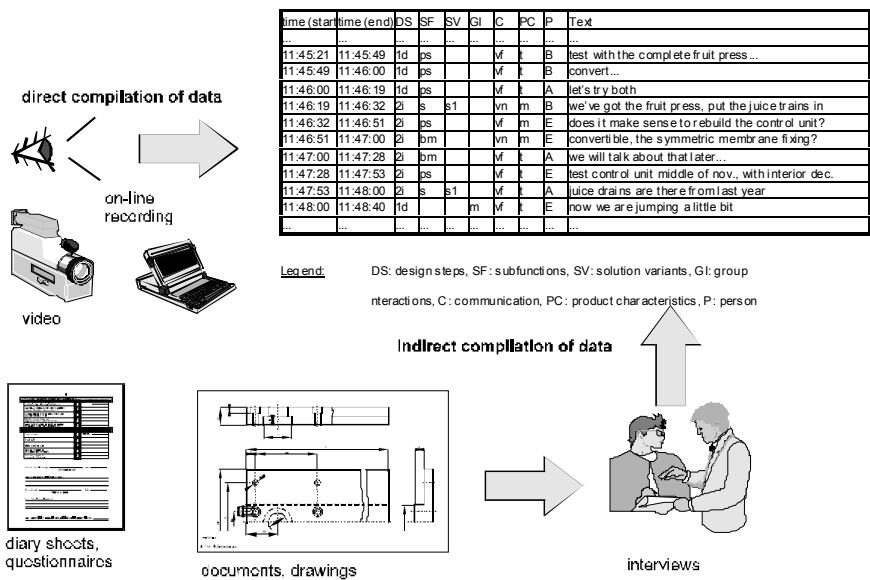 time (start time (end) DS SF SV GI C PC P Text
... ... ... ... ... ... ... ... ... ...
11:45:21 11:45:49 1d ps vf t B test with the complete fruit press...
11:45:49 11:46:00 1d ps vf t B convert...
11:46:00 11:46:19 1d ps vf t A let's try both
11:46:19 11:46:32 2i s s1 vn m B we've got the fruit press, put the juice trains in
11:46:32 11:46:51 2i ps vf m E does it make sense to rebuild the control unit?
11:46:51 11:47:00 2i bm vn m E convertible, the symmetric membrane fixing?
11:47:00 11:47:28 2i bm vf t A we will talk about that later...
11:47:28 11:47:53 2i ps vf t E test control unit middle of nov., with interior dec.
11:47:53 11:48:00 2i s s1 vf t A juice drains are there from last year
11:48:00 11:48:40 1d m vf t E now we are jumping a little bit
... ... ... ... ... ... ... ... ... ...
direct compilation of data
on-line
recording
video
Legend: DS: design steps, SF: subfunctions, SV: solution variants, GI: group
nteractions, C: communication, PC: product characteristics, P: person
indirect compilation of data
diary sheets,
questionnaires
documents, drawings
interviews